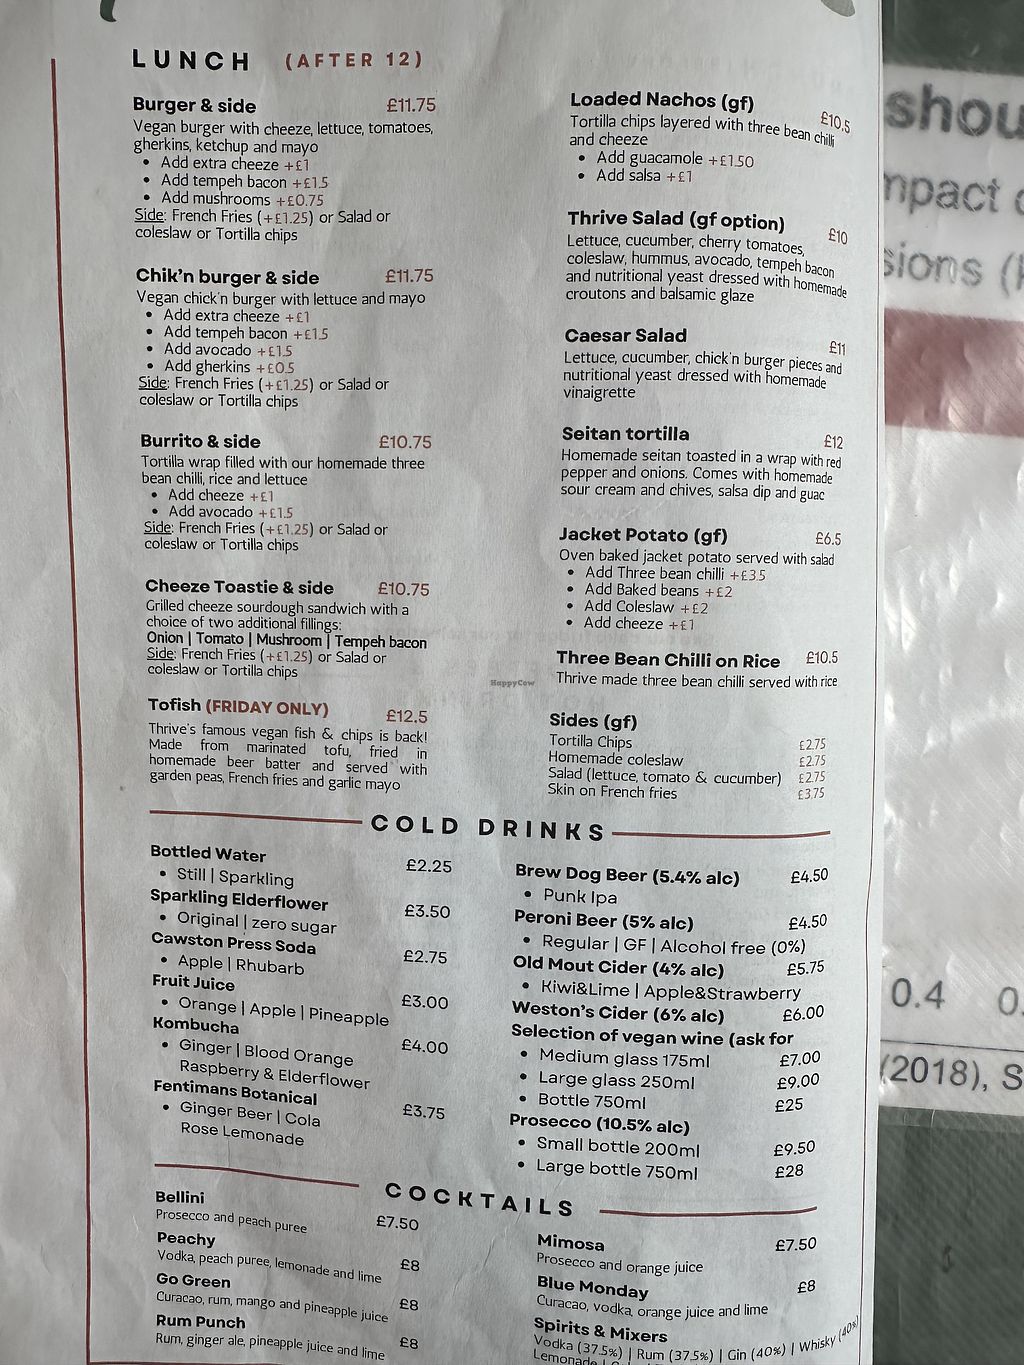 LUNCH (AFTER 12)
Burger & side £11.75
Vegan burger with cheeze, lettuce, tomatoes,
gherkins, ketchup and mayo
• Add extra cheeze +£1
• Add tempeh bacon +£1.5
• Add mushrooms +£0.75
Side: French Fries (+£1.25) or Salad or
coleslaw or Tortilla chips
Chik'n burger & side £11.75
Vegan chick'n burger with lettuce and mayo
• Add extra cheeze +£1
• Add tempeh bacon +£1.5
• Add avocado +£1.5
• Add gherkins +£0.5
Side: French Fries (+£1.25) or Salad or
coleslaw or Tortilla chips
Burrito & side £10.75
Tortilla wrap filled with our homemade three
bean chilli, rice and lettuce
• Add cheeze +£1
• Add avocado +£1.5
Side: French Fries (+£1.25) or Salad or
coleslaw or Tortilla chips
Cheeze Toastie & side £10.75
Grilled cheeze sourdough sandwich with a
choice of two additional fillings:
Onion | Tomato | Mushroom | Tempeh bacon
Side: French Fries (+£1.25) or Salad or
coleslaw or Tortilla chips
Tofish (FRIDAY ONLY) £12.5
Thrive's famous vegan fish & chips is back!
Made from marinated tofu, fried in
homemade beer batter and served with
garden peas, French fries and garlic mayo
Loaded Nachos (gf) £10.5
Tortilla chips layered with three bean chilli
and cheeze
• Add guacamole +£1.50
• Add salsa +£1
Thrive Salad (gf option) £10
Lettuce, cucumber, cherry tomatoes,
coleslaw, hummus, avocado, tempeh bacon
and nutritional yeast dressed with homemade
croutons and balsamic glaze
Caesar Salad £11
Lettuce, cucumber, chick'n burger pieces and
nutritional yeast dressed with homemade
vinaigrette
Seitan tortilla £12
Homemade seitan toasted in a wrap with red
pepper and onions. Comes with homemade
sour cream and chives, salsa dip and guac
Jacket Potato (gf) £6.5
Oven baked jacket potato served with salad
• Add Three bean chilli +£3.5
• Add Baked beans +£2
• Add Coleslaw +£2
• Add cheeze +£1
Three Bean Chilli on Rice £10.5
Thrive made three bean chilli served with rice
Sides (gf)
Tortilla Chips £2.75
Homemade coleslaw £2.75
Salad (lettuce, tomato & cucumber) £2.75
Skin on French fries £3.75
HappyCow
COLD DRINKS
Bottled Water £2.25
• Still | Sparkling
Sparkling Elderflower £3.50
• Original | zero sugar
Cawston Press Soda £2.75
• Apple | Rhubarb
Fruit Juice £3.00
• Orange | Apple | Pineapple
Kombucha £4.00
• Ginger | Blood Orange
Raspberry & Elderflower
Fentimans Botanical £3.75
• Ginger Beer | Cola
Rose Lemonade
Brew Dog Beer (5.4% alc) £4.50
• Punk Ipa
Peroni Beer (5% alc) £4.50
• Regular | GF | Alcohol free (0%)
Old Mout Cider (4% alc) £5.75
• Kiwi&Lime | Apple&Strawberry
Weston's Cider (6% alc) £6.00
Selection of vegan wine (ask for
• Medium glass 175ml £7.00
• Large glass 250ml £9.00
• Bottle 750ml £25
Prosecco (10.5% alc)
• Small bottle 200ml £9.50
• Large bottle 750ml £28
COCKTAILS
Bellini £7.50
Prosecco and peach puree
Peachy £8
Vodka, peach puree, lemonade and lime
Go Green £8
Curacao, rum, mango and pineapple juice
Rum Punch £8
Rum, ginger ale, pineapple juice and lime
Mimosa £7.50
Prosecco and orange juice
Blue Monday £8
Curacao, vodka, orange juice and lime
Spirits & Mixers
Vodka (37.5%) | Rum (37.5%) | Gin (40%) | Whisky (40%)
Lemonade |
shou
mpact
sions
0.4 0.
(2018), S